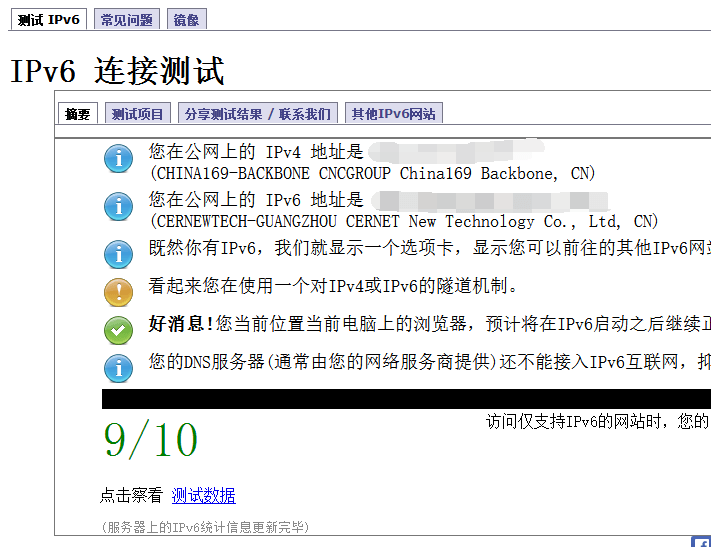 测试 IPv6 常见问题 镜像
IPv6 连接测试
摘要 测试项目 分享测试结果 / 联系我们 其他IPv6网站
您在公网上的 IPv4 地址是
(CHINA169-BACKBONE CNCGROUP China169 Backbone, CN)
您在公网上的 IPv6 地址是
(CERNEWTECH-GUANGZHOU CERNET New Technology Co., Ltd, CN)
既然你有IPv6，我们就显示一个选项卡，显示您可以前往的其他IPv6网
看起来您在使用一个对IPv4或IPv6的隧道机制。
好消息!您当前位置当前电脑上的浏览器，预计将在IPv6启动之后继续
您的DNS服务器(通常由您的网络服务商提供)还不能接入IPv6互联网，抑
访问仅支持IPv6的网站时，您的
9/10
点击察看 测试数据
(服务器上的IPv6统计信息更新完毕)